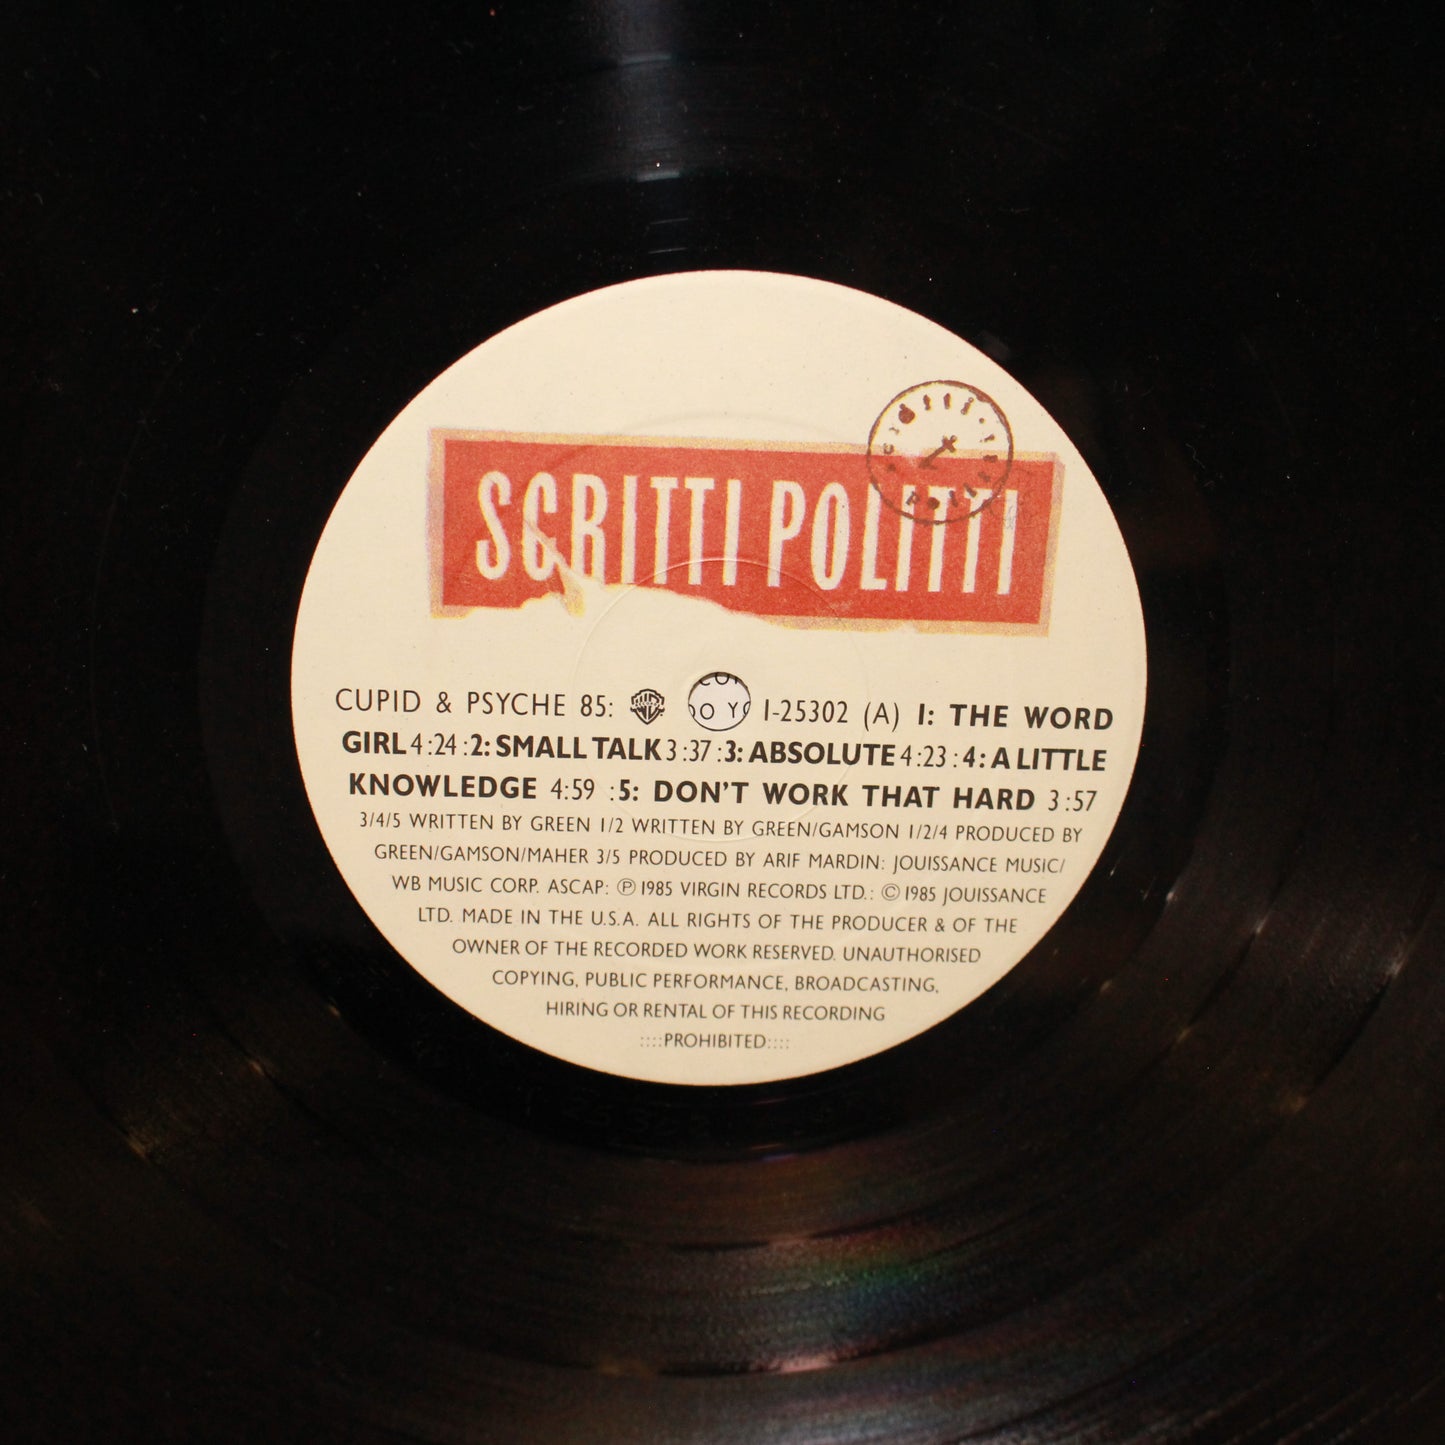 SCRITTI POLITTI
scritti politti
CUPID & PSYCHE 85: 1-25302 (A) 1: THE WORD
GIRL 4:24 :2: SMALL TALK 3:37 :3: ABSOLUTE 4:23 :4: A LITTLE
KNOWLEDGE 4:59 :5: DON'T WORK THAT HARD 3:57
3/4/5 WRITTEN BY GREEN 1/2 WRITTEN BY GREEN/GAMSON 1/2/4 PRODUCED BY
GREEN/GAMSON/MAHER 3/5 PRODUCED BY ARIF MARDIN: JOUISSANCE MUSIC/
WB MUSIC CORP. ASCAP: ℗ 1985 VIRGIN RECORDS LTD.: © 1985 JOUISSANCE
LTD. MADE IN THE U.S.A. ALL RIGHTS OF THE PRODUCER & OF THE
OWNER OF THE RECORDED WORK RESERVED. UNAUTHORISED
COPYING, PUBLIC PERFORMANCE, BROADCASTING,
HIRING OR RENTAL OF THIS RECORDING
::::PROHIBITED::::